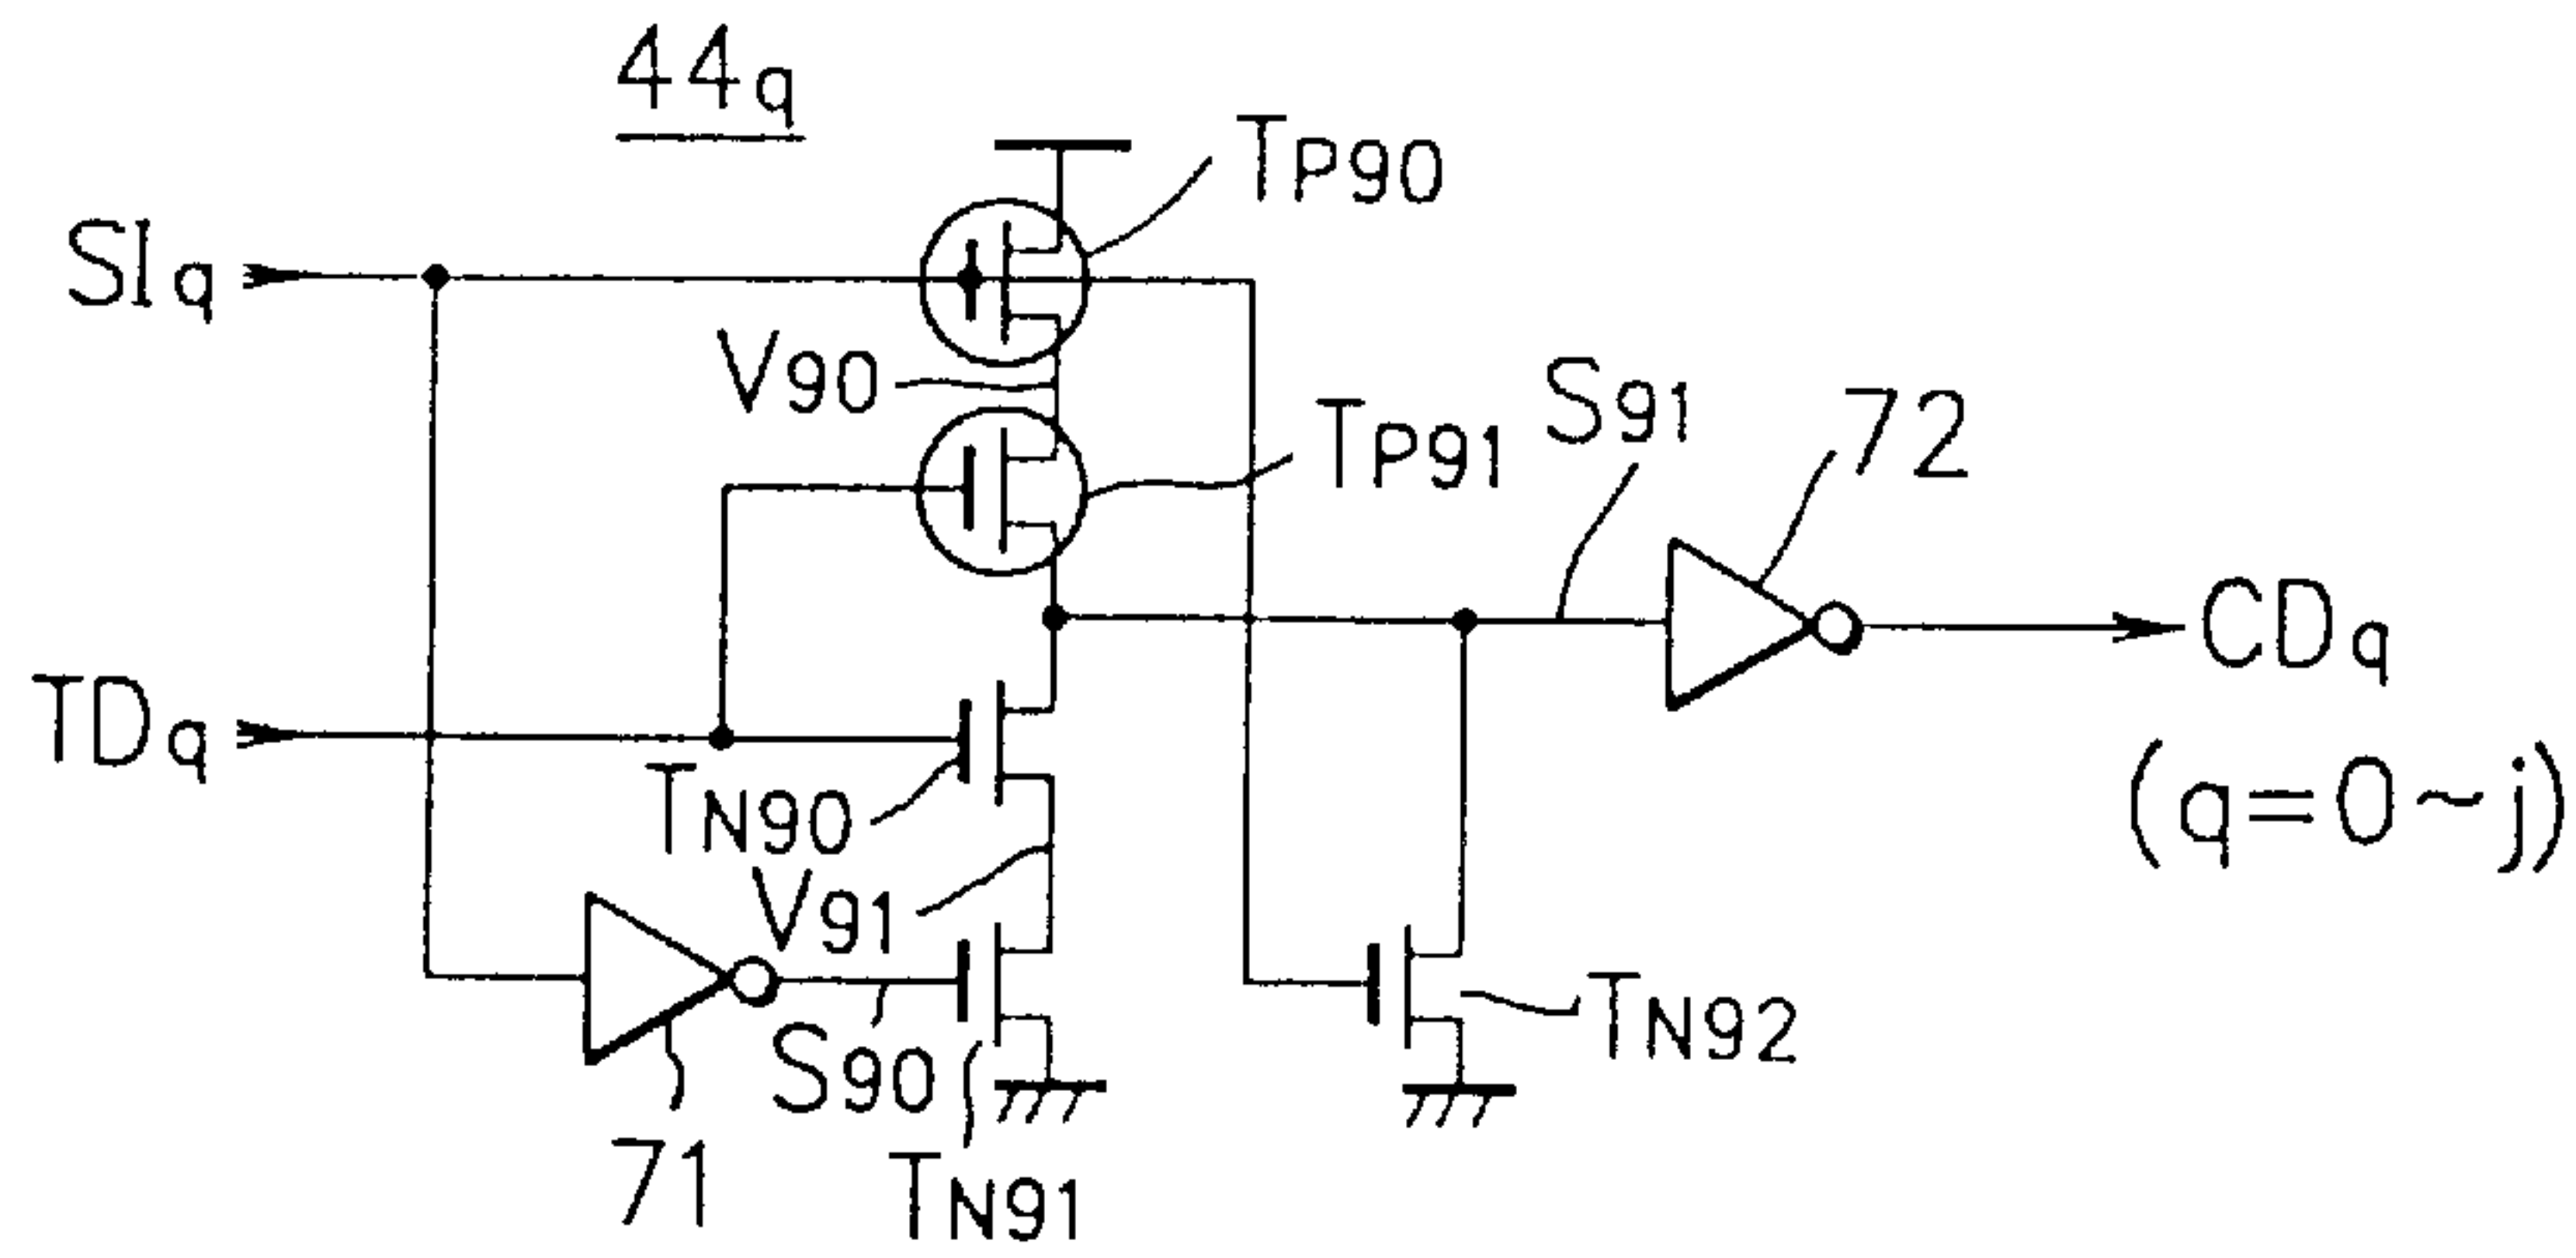 44q
TP90
SIq
V90
TP91
S91
72
CDq
TDq
(q=0~j)
TN90
V91
S90
TN92
71
TN91